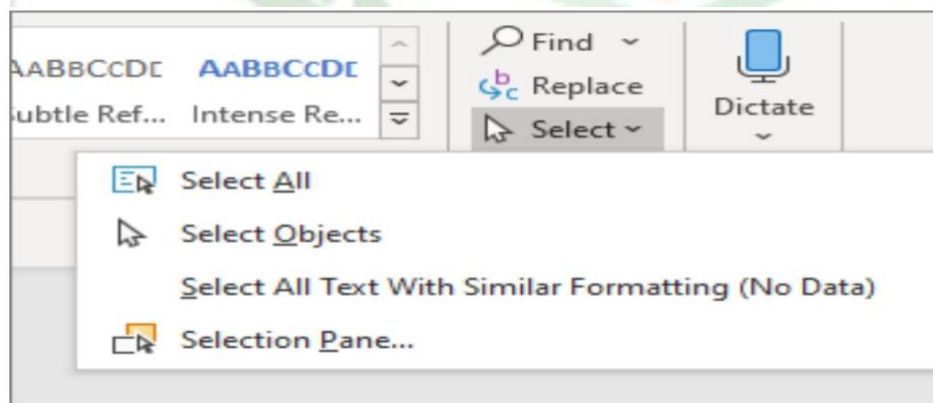 AABBCCDE AABBCCDE
ubtle Ref... Intense Re...
Find
Replace
Select
Dictate
Select All
Select Objects
Select All Text With Similar Formatting (No Data)
Selection Pane...